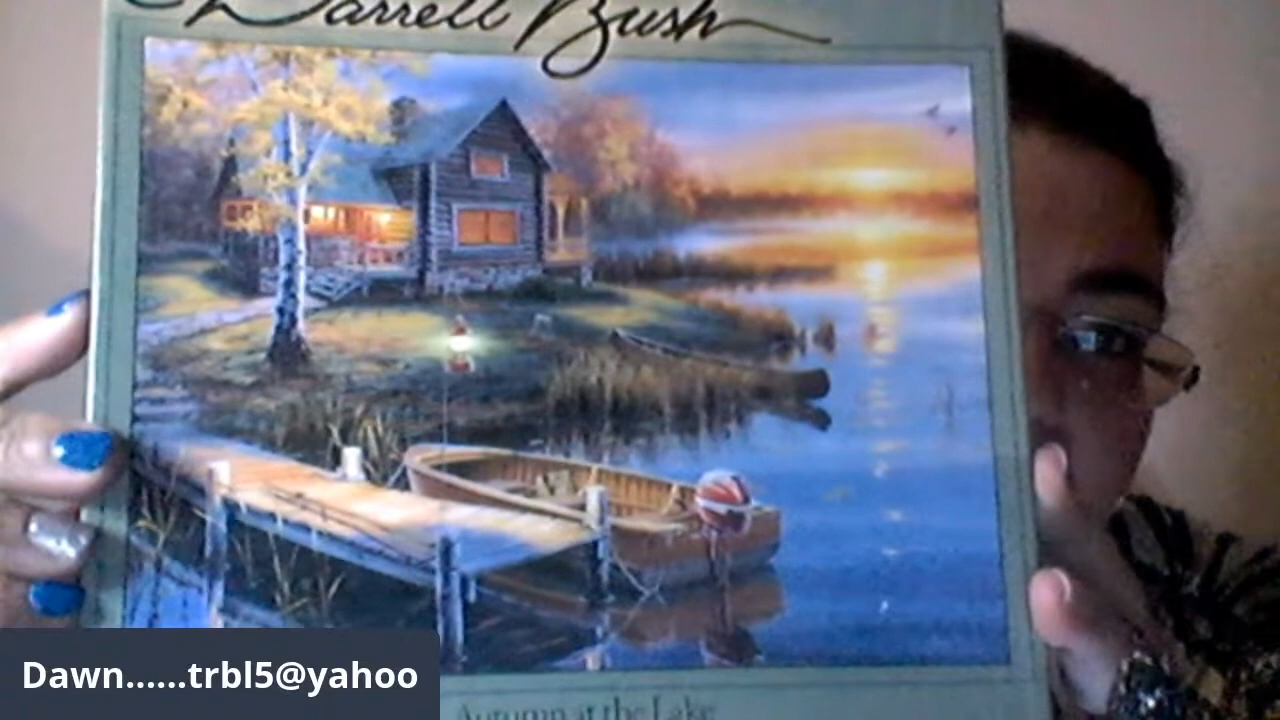 Darrell Bush
Dawn......trbl5@yahoo
Autumn at the Lake